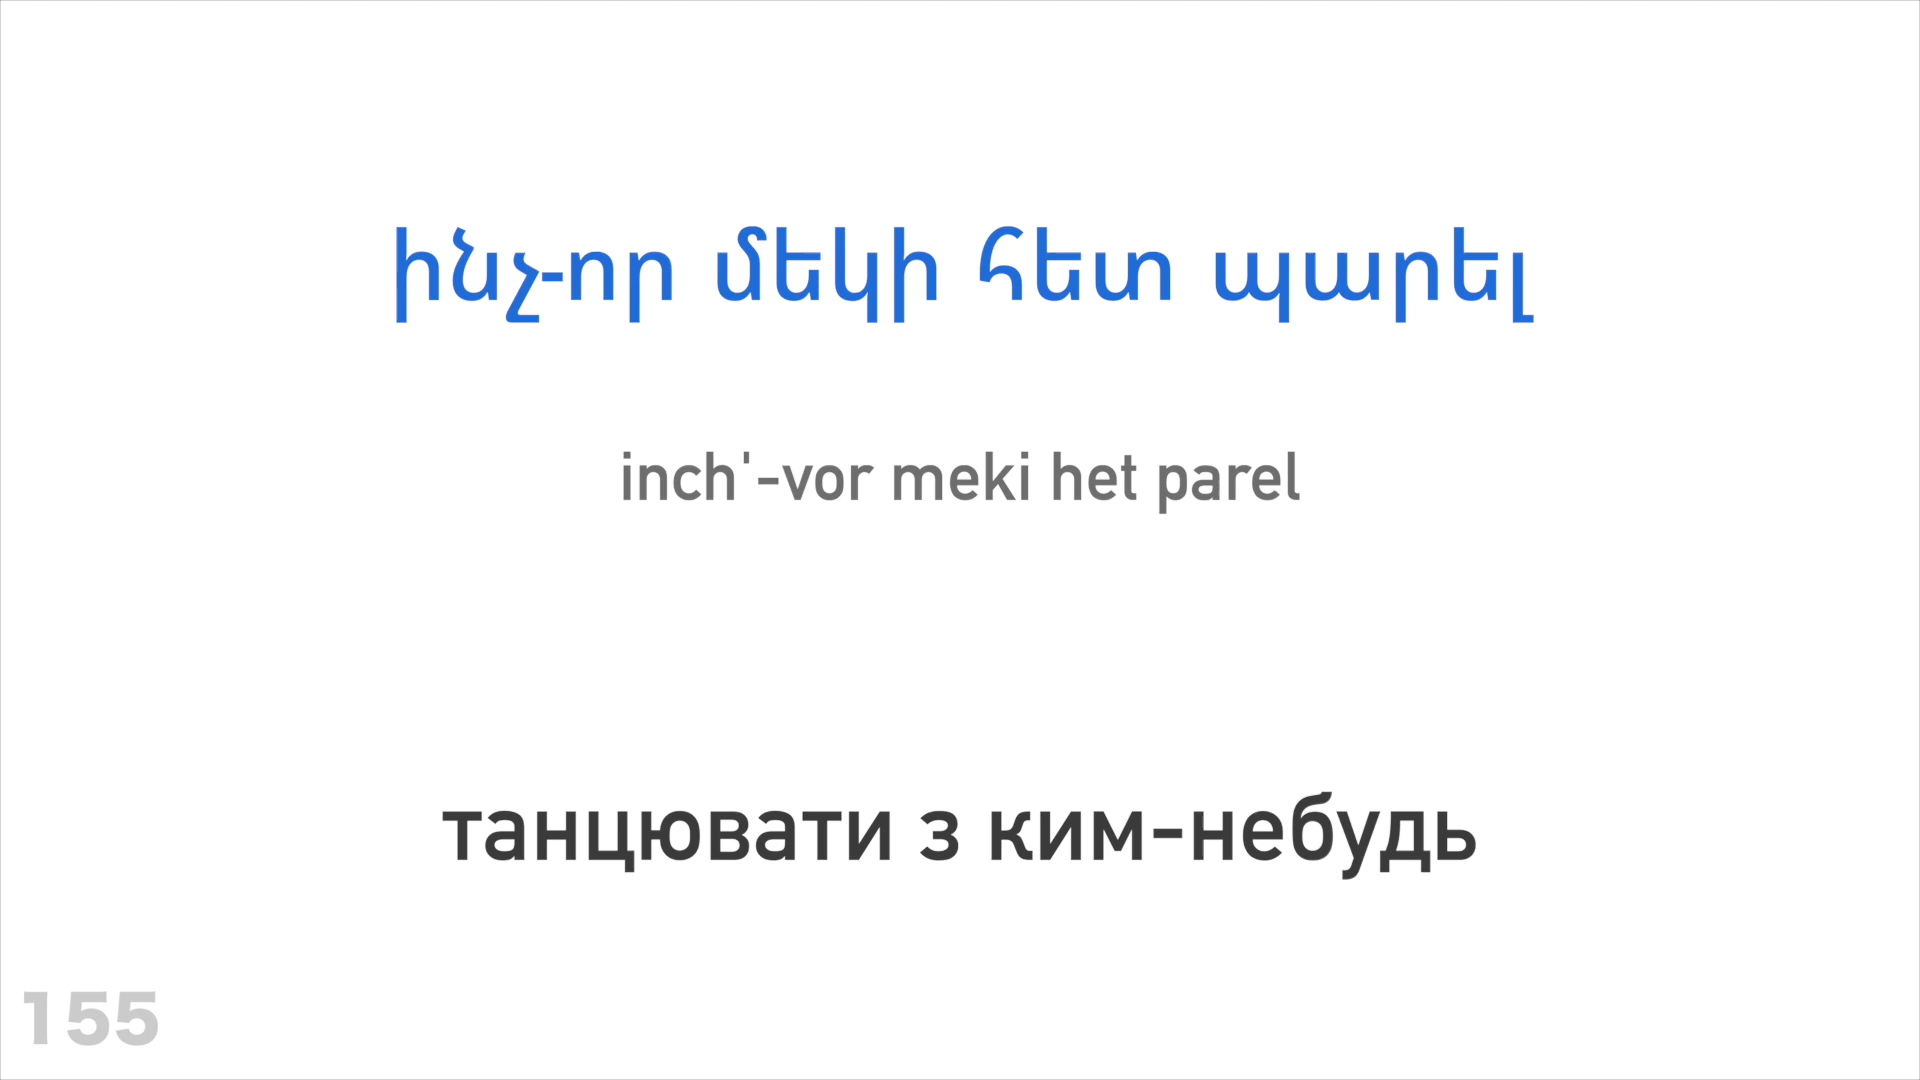 ինչ-որ մեկի հետ պարել
inch'-vor meki het parel
танцювати з ким-небудь
155